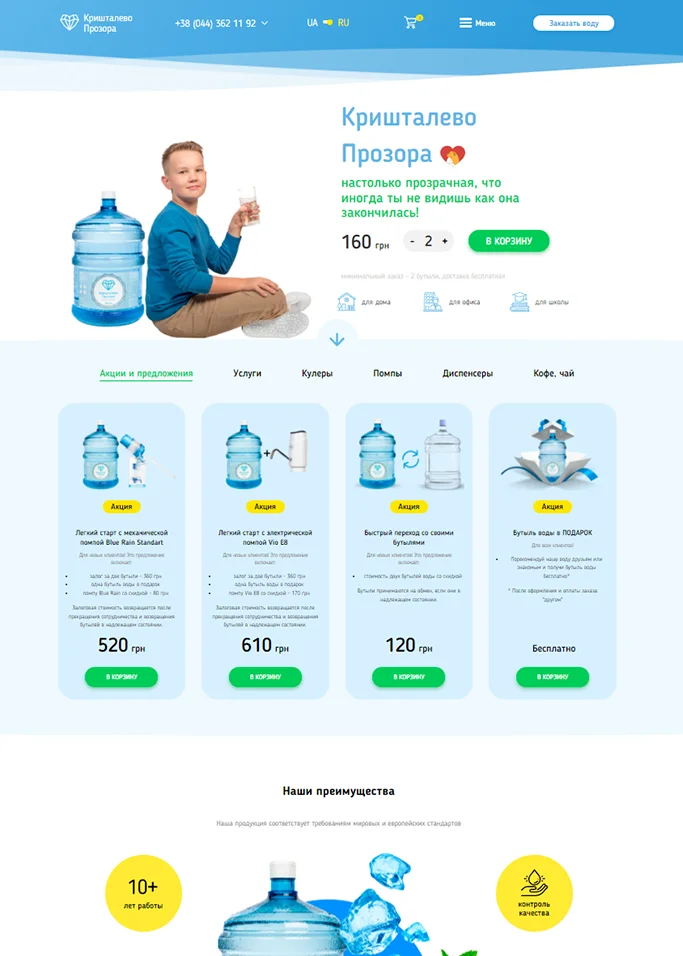 Кришталево
Прозора
+38 (044) 362 11 92
UA RU
Меню
Заказать воду
Кришталево
Прозора
настолько прозрачная, что
иногда ты не видишь как она
закончилась!
160 грн
- 2 +
В КОРЗИНУ
минимальный заказ – 2 бутыля, доставка бесплатная
для дома
для офиса
для школы
Акции и предложения
Услуги
Кулеры
Помпы
Диспенсеры
Кофе, чай
Акция
Легкий старт с механической
помпой Blue Rain Standart
Для новых клиентов! Это предложение
включает:
залог за две бутыли - 360 грн
одна бутыль воды в подарок
помпу Blue Rain со скидкой - 80 грн
Залоговая стоимость возвращается после
прекращения сотрудничества и возвращения
бутылей в надлежащем состоянии.
520 грн
В КОРЗИНУ
+
Акция
Легкий старт с электрической
помпой Vio E8
Для новых клиентов! Это предложение
включает:
залог за две бутыли - 360 грн
одна бутыль воды в подарок
помпу Vio E8 со скидкой - 170 грн
Залоговая стоимость возвращается после
прекращения сотрудничества и возвращения
бутылей в надлежащем состоянии.
610 грн
В КОРЗИНУ
Акция
Быстрый переход со своими
бутылями
Для новых клиентов! Это предложение
включает:
стоимость двух бутылей воды со скидкой
Бутыли принимаются на обмен, если они в
надлежащем состоянии.
120 грн
В КОРЗИНУ
Акция
Бутыль воды в ПОДАРОК
Для всех клиентов!
Порекомендуй нашу воду друзьям или
знакомым и получи бутыль воды
бесплатно*
* После оформления и оплаты заказа
"другом"
Бесплатно
В КОРЗИНУ
Наши преимущества
Наша продукция соответствует требованиям мировых и европейских стандартов
10+
лет работы
контроль
качества